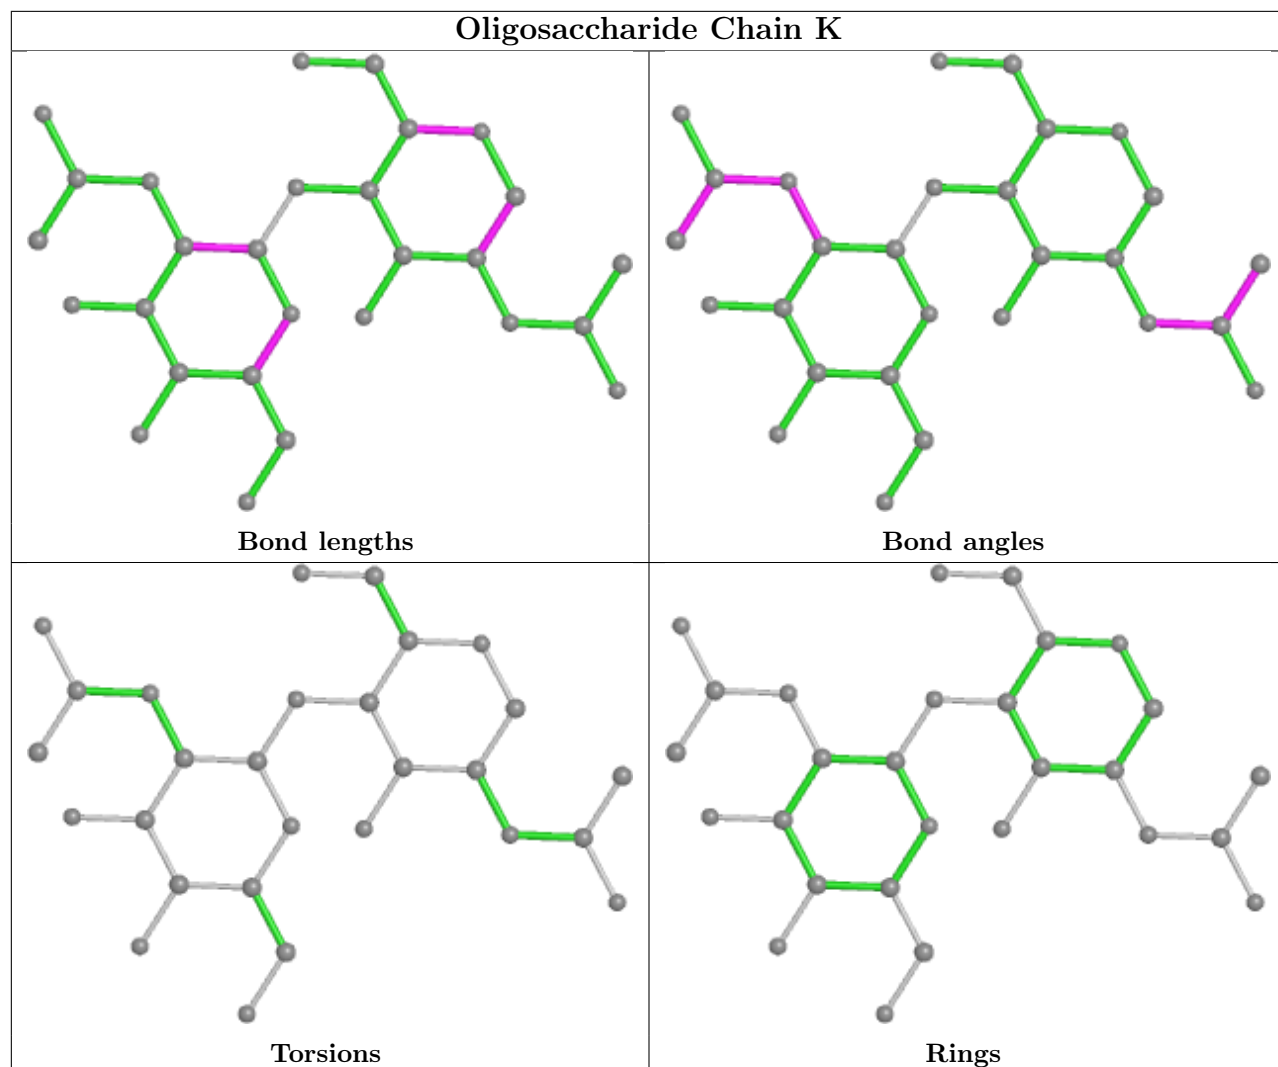 Oligosaccharide Chain K
Bond lengths
Bond angles
Torsions
Rings